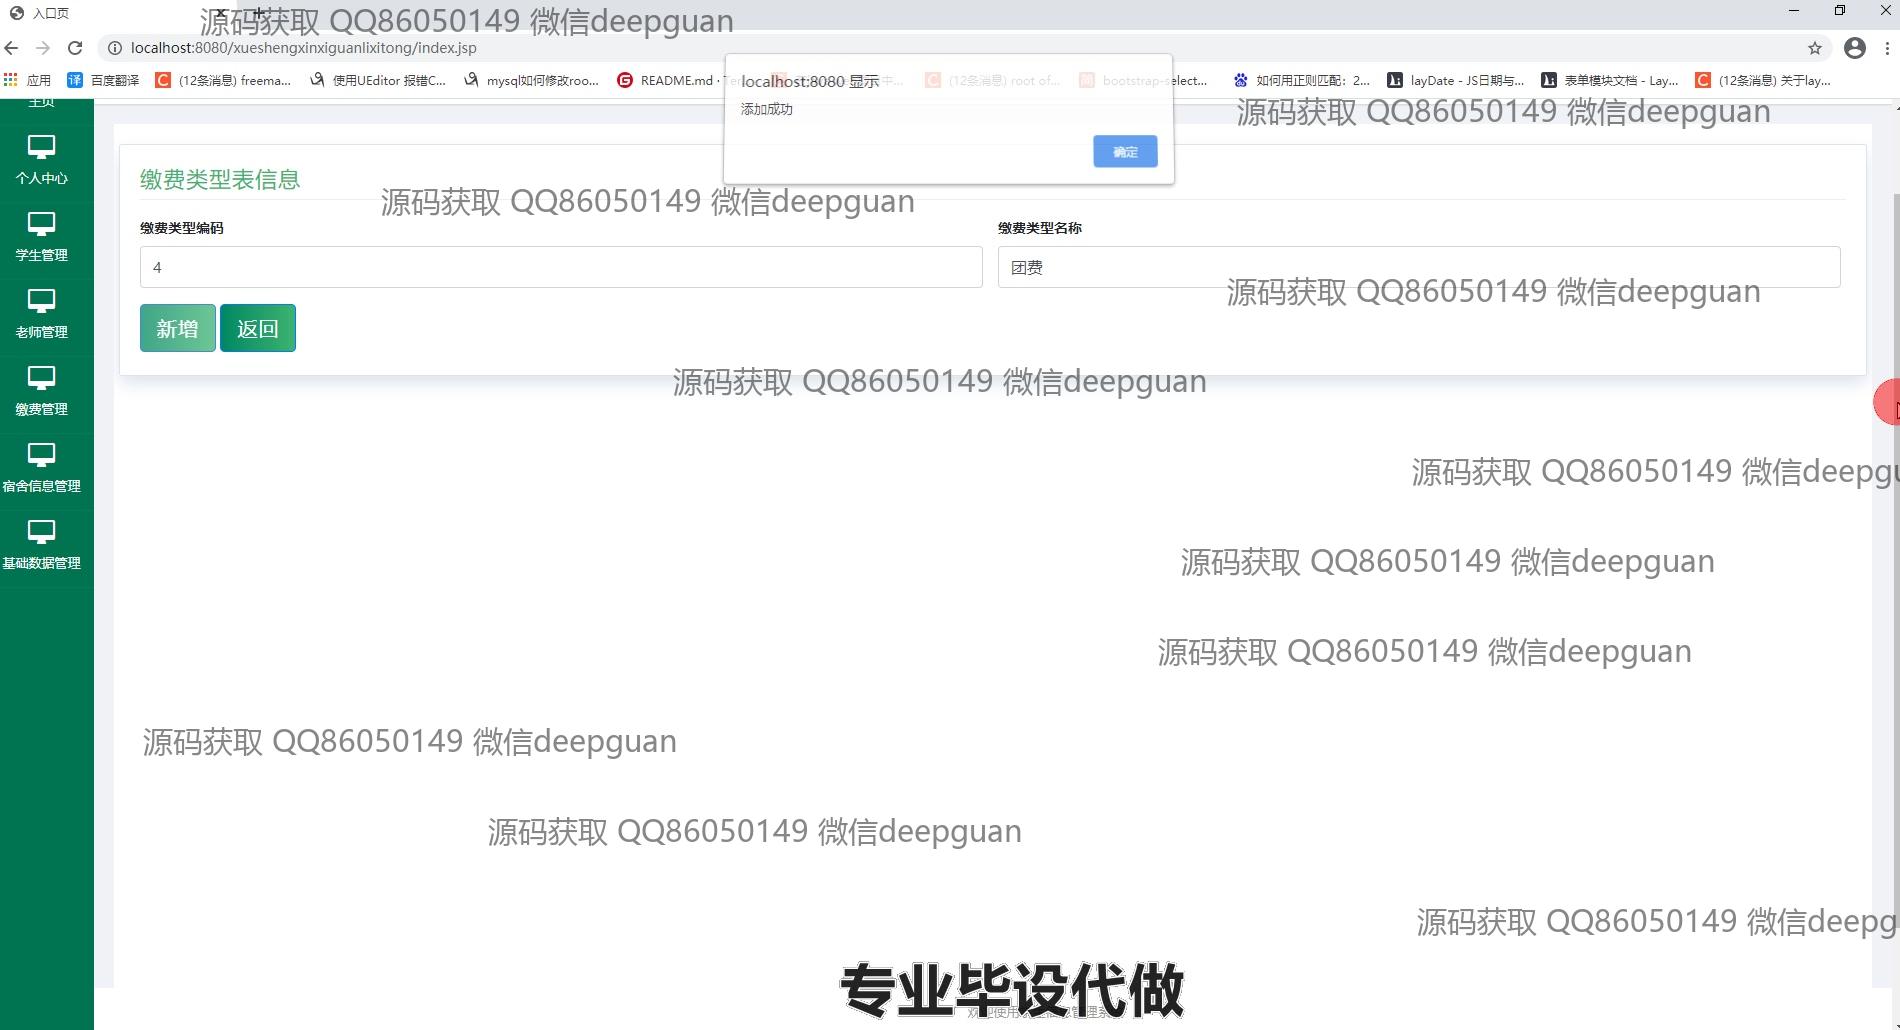 入口页
源码获取 QQ86050149 微信deepguan
localhost:8080/xueshengxinxiguanlixitong/index.jsp
应用 百度翻译 (12条消息) freema... 使用UEditor 报错C... mysql如何修改roo... README.md · (12条消息) root of... bootstrap-select... 如何用正则匹配：2... layDate - JS日期与... 表单模块文档 - Lay... (12条消息) 关于lay...
localhost:8080 显示
添加成功
确定
源码获取 QQ86050149 微信deepguan
主页
个人中心
学生管理
老师管理
缴费管理
宿舍信息管理
基础数据管理
缴费类型表信息
源码获取 QQ86050149 微信deepguan
缴费类型编码 缴费类型名称
4 团费
源码获取 QQ86050149 微信deepguan
新增 返回
源码获取 QQ86050149 微信deepguan
源码获取 QQ86050149 微信deepgu
源码获取 QQ86050149 微信deepguan
源码获取 QQ86050149 微信deepguan
源码获取 QQ86050149 微信deepguan
源码获取 QQ86050149 微信deepguan
源码获取 QQ86050149 微信deepg
专业毕设代做